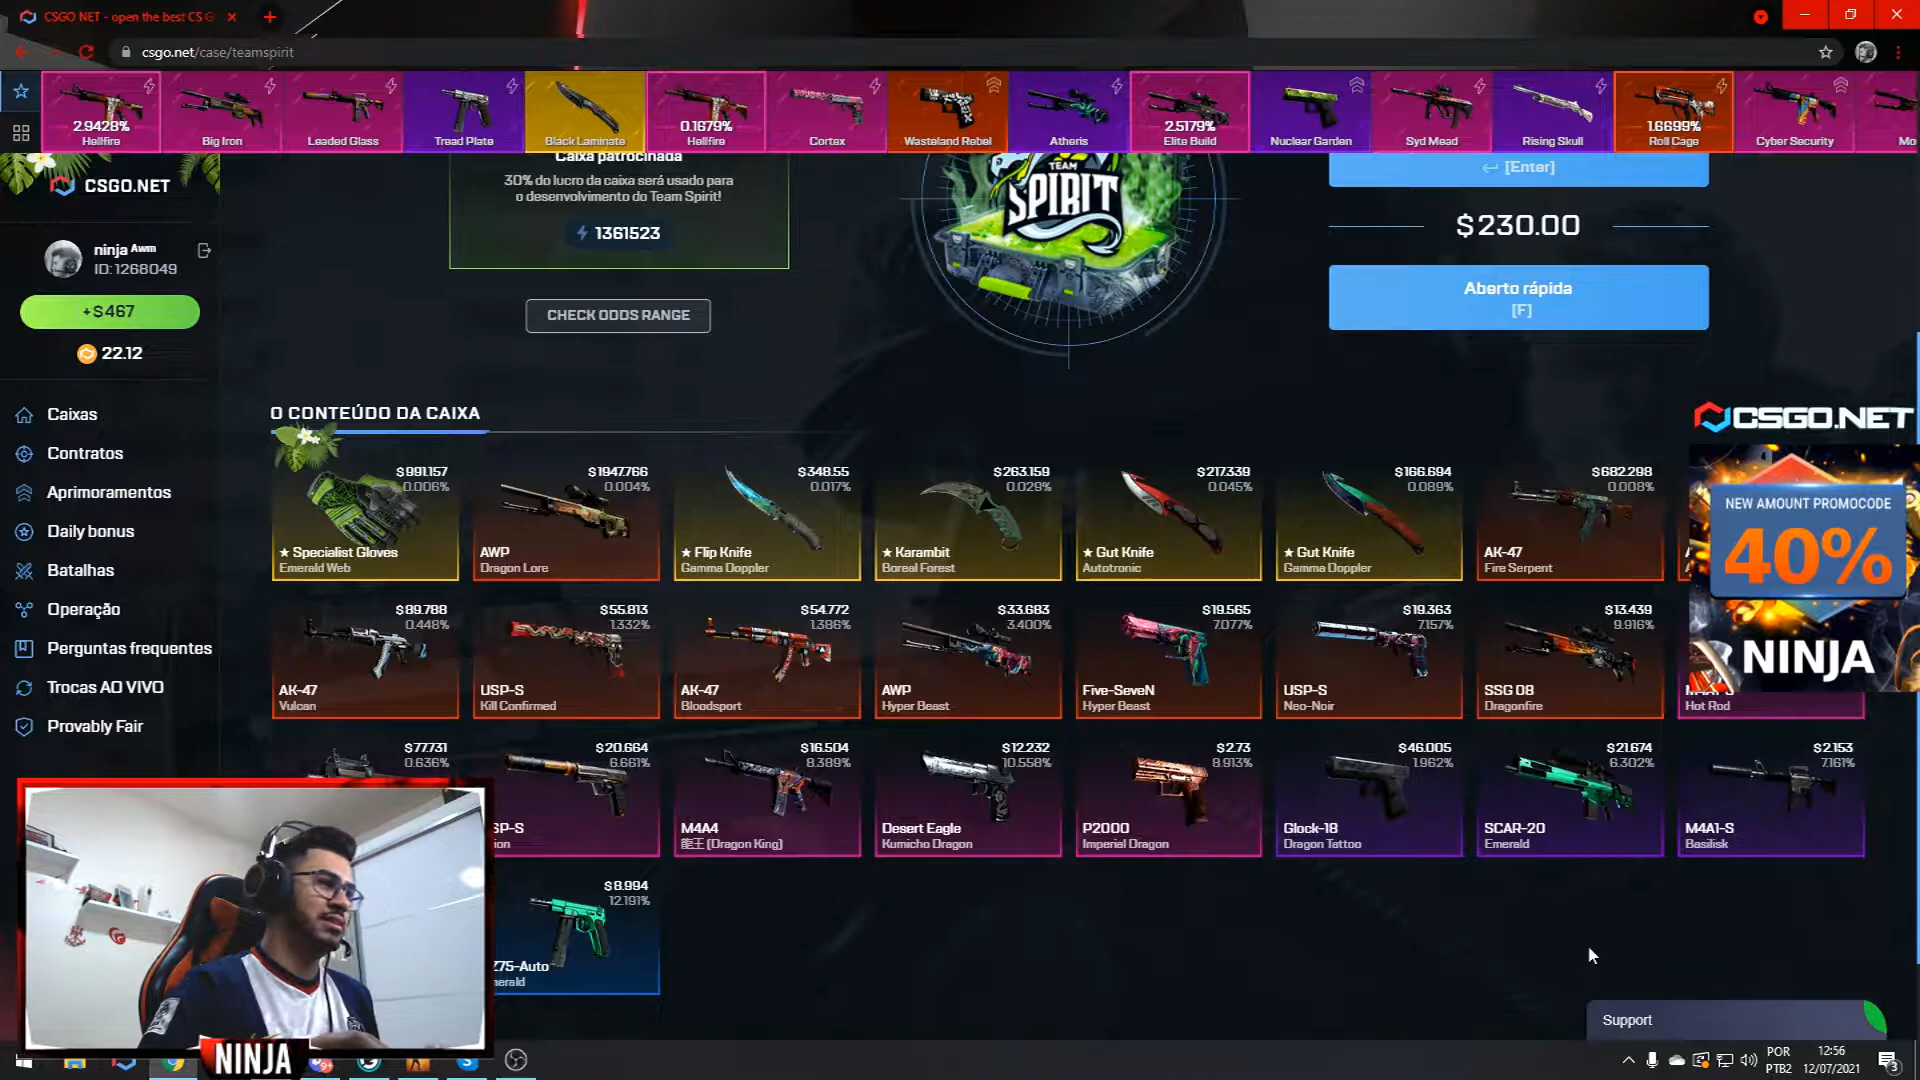 CSGO NET - open the best CS G
csgo.net/case/teamspirit
2.9428%
Hellfire
Big Iron
Leaded Glass
Tread Plate
Black Laminate
0.1679%
Hellfire
Cortex
Wasteland Rebel
Atheris
2.5179%
Elite Build
Nuclear Garden
Syd Mead
Rising Skull
1.6699%
Roll Cage
Cyber Security
Mo
CSGO.NET
ninja Awm
ID: 1268049
+$467
22.12
Caixas
Contratos
Aprimoramentos
Daily bonus
Batalhas
Operação
Perguntas frequentes
Trocas AO VIVO
Provably Fair
Caixa patrocinada
30% do lucro da caixa será usado para
o desenvolvimento do Team Spirit!
1361523
CHECK ODDS RANGE
TEAM
SPIRIT
[Enter]
$230.00
Aberto rápida
[F]
O CONTEÚDO DA CAIXA
$991.157
0.006%
★ Specialist Gloves
Emerald Web
$1947.766
0.004%
AWP
Dragon Lore
$348.55
0.017%
★ Flip Knife
Gamma Doppler
$263.159
0.029%
★ Karambit
Boreal Forest
$217.339
0.045%
★ Gut Knife
Autotronic
$166.694
0.089%
★ Gut Knife
Gamma Doppler
$682.298
0.008%
AK-47
Fire Serpent
$89.788
0.448%
AK-47
Vulcan
$55.813
1.332%
USP-S
Kill Confirmed
$54.772
1.386%
AK-47
Bloodsport
$33.683
3.400%
AWP
Hyper Beast
$19.565
7.077%
Five-SeveN
Hyper Beast
$19.363
7.157%
USP-S
Neo-Noir
$13.439
9.916%
SSG 08
Dragonfire
Hot Rod
$77.731
0.636%
$20.664
6.661%
SP-S
ion
$16.504
8.389%
M4A4
龍王 (Dragon King)
$12.232
10.558%
Desert Eagle
Kumicho Dragon
$2.73
8.913%
P2000
Imperial Dragon
$46.005
1.962%
Glock-18
Dragon Tattoo
$21.674
6.302%
SCAR-20
Emerald
$2.153
7.161%
M4A1-S
Basilisk
$8.994
12.191%
Z75-Auto
nerald
CSGO.NET
NEW AMOUNT PROMOCODE
40%
NINJA
Support
NINJA
POR
PTB2
12:56
12/07/2021
3